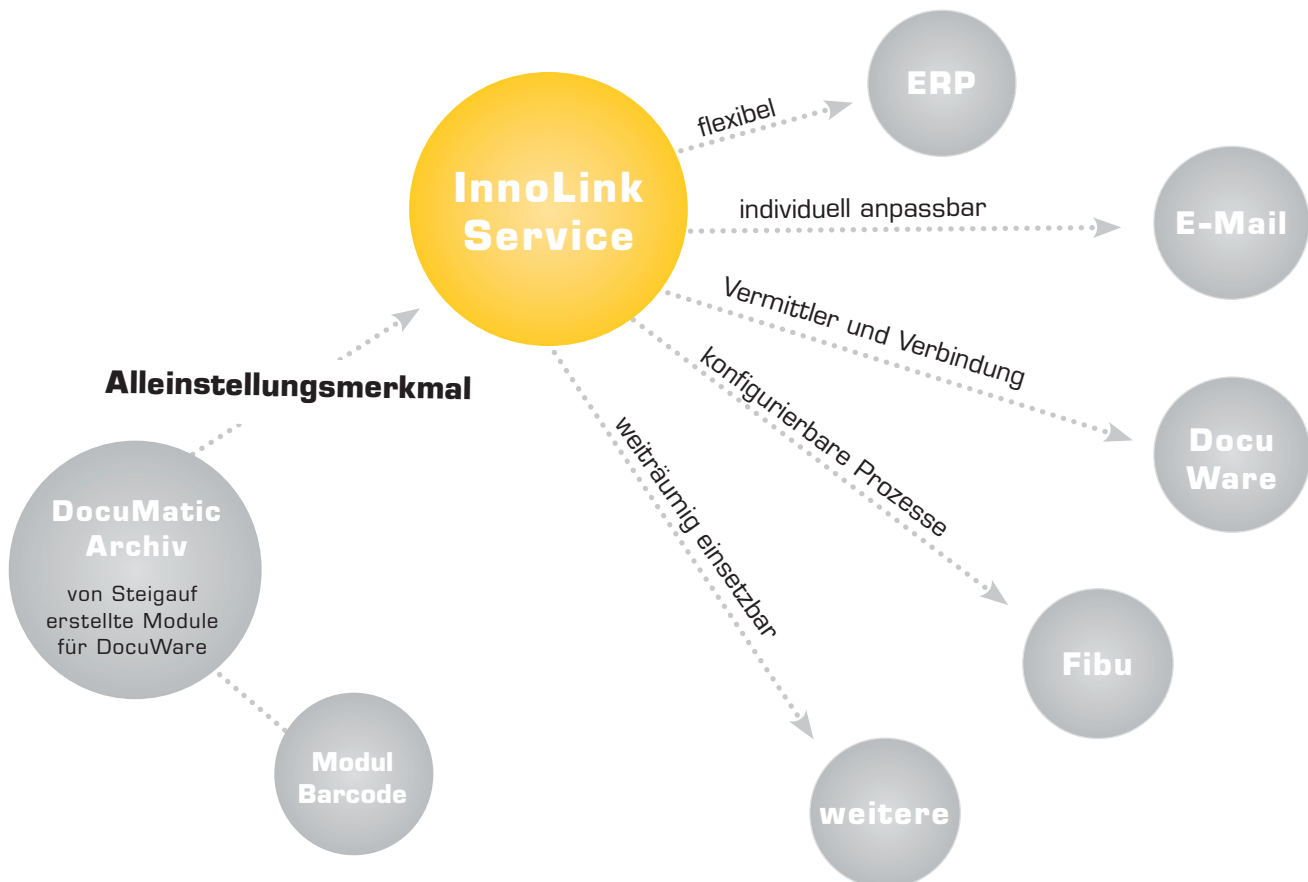 ERP
flexibel
InnoLink
Service
individuell anpassbar
E-Mail
Vermittler und Verbindung
konfigurierbare Prozesse
weiträumig einsetzbar
Alleinstellungsmerkmal
Docu
Ware
DocuMatic
Archiv
von Steigauf
erstellte Module
für DocuWare
Fibu
Modul
Barcode
weitere